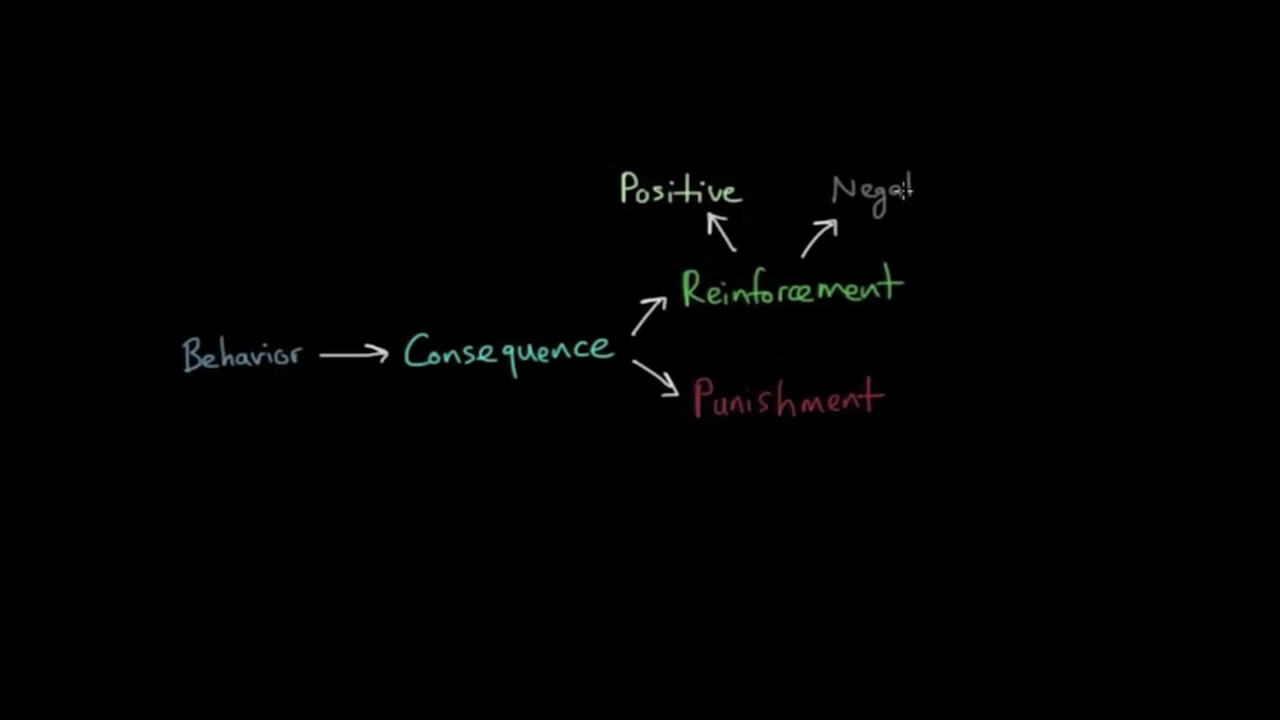 Positive Negat
Reinforcement
Behavior Consequence
Punishment